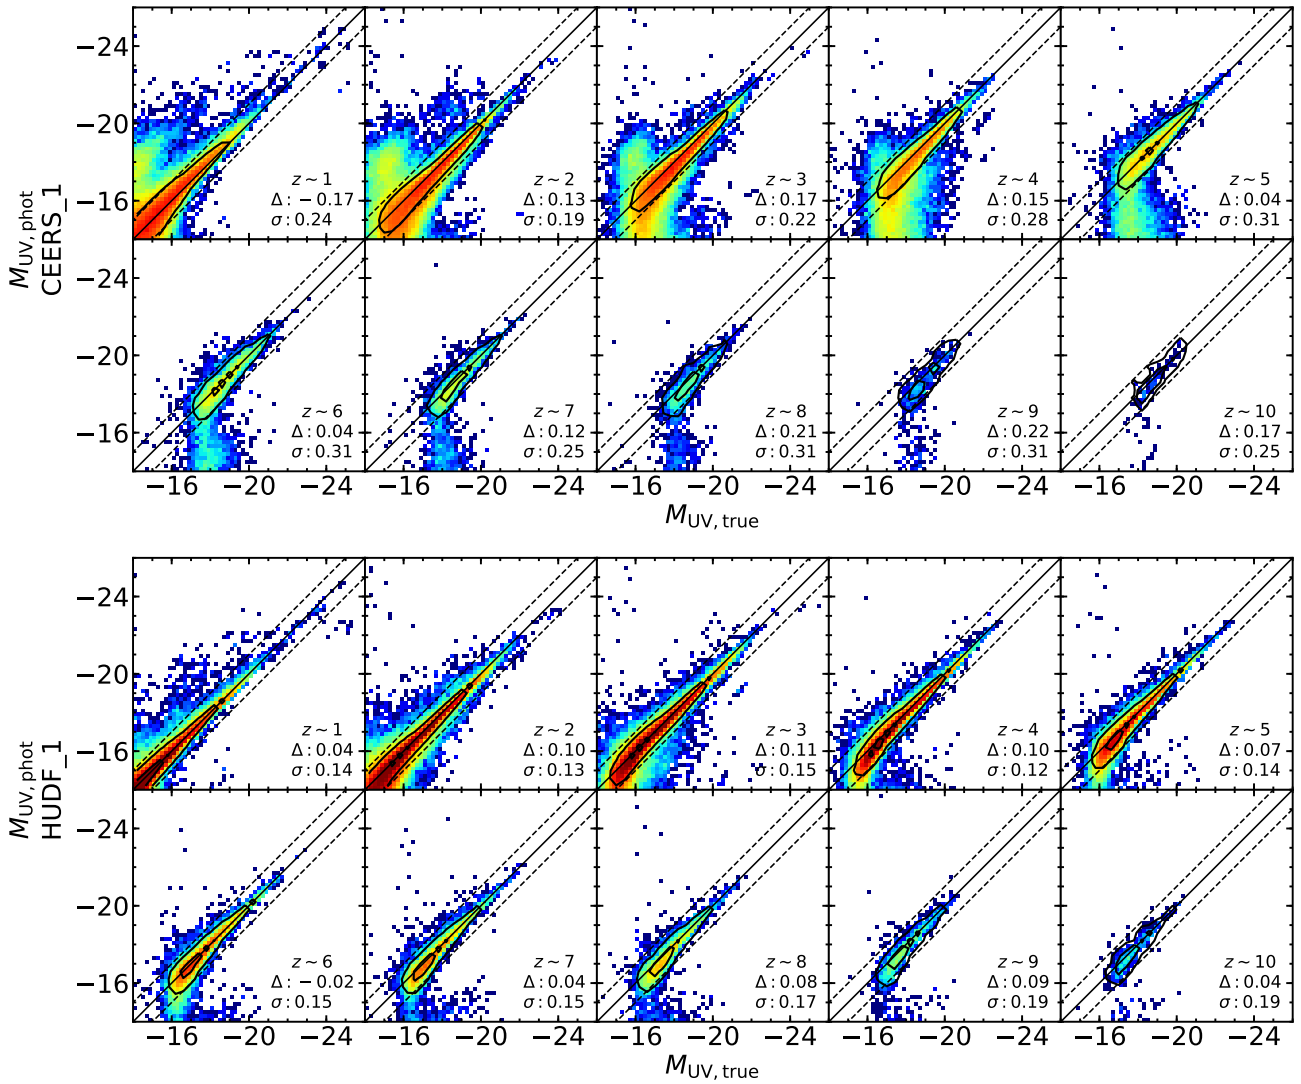 −24
−20
−16
M_UV,phot
CEERS_1
z ~ 1
Δ: −0.17
σ: 0.24
z ~ 2
Δ: 0.13
σ: 0.19
z ~ 3
Δ: 0.17
σ: 0.22
z ~ 4
Δ: 0.15
σ: 0.28
z ~ 5
Δ: 0.04
σ: 0.31
−24
−20
−16
z ~ 6
Δ: 0.04
σ: 0.31
z ~ 7
Δ: 0.12
σ: 0.25
z ~ 8
Δ: 0.21
σ: 0.31
z ~ 9
Δ: 0.22
σ: 0.31
z ~ 10
Δ: 0.17
σ: 0.25
−16 −20 −24 −16 −20 −24 −16 −20 −24 −16 −20 −24 −16 −20 −24
M_UV,true
−24
−20
−16
M_UV,phot
HUDF_1
z ~ 1
Δ: 0.04
σ: 0.14
z ~ 2
Δ: 0.10
σ: 0.13
z ~ 3
Δ: 0.11
σ: 0.15
z ~ 4
Δ: 0.10
σ: 0.12
z ~ 5
Δ: 0.07
σ: 0.14
−24
−20
−16
z ~ 6
Δ: −0.02
σ: 0.15
z ~ 7
Δ: 0.04
σ: 0.15
z ~ 8
Δ: 0.08
σ: 0.17
z ~ 9
Δ: 0.09
σ: 0.19
z ~ 10
Δ: 0.04
σ: 0.19
−16 −20 −24 −16 −20 −24 −16 −20 −24 −16 −20 −24 −16 −20 −24
M_UV,true